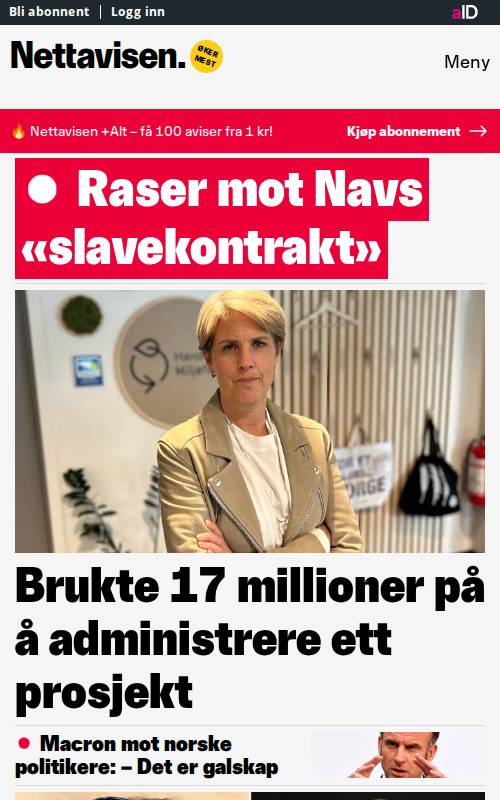 Bli abonnent | Logg inn
aID
Nettavisen.
ØKER
MEST
Meny
🔥 Nettavisen +Alt – få 100 aviser fra 1 kr!
Kjøp abonnement →
Raser mot Navs
«slavekontrakt»
Brukte 17 millioner på
å administrere ett
prosjekt
Macron mot norske
politikere: – Det er galskap